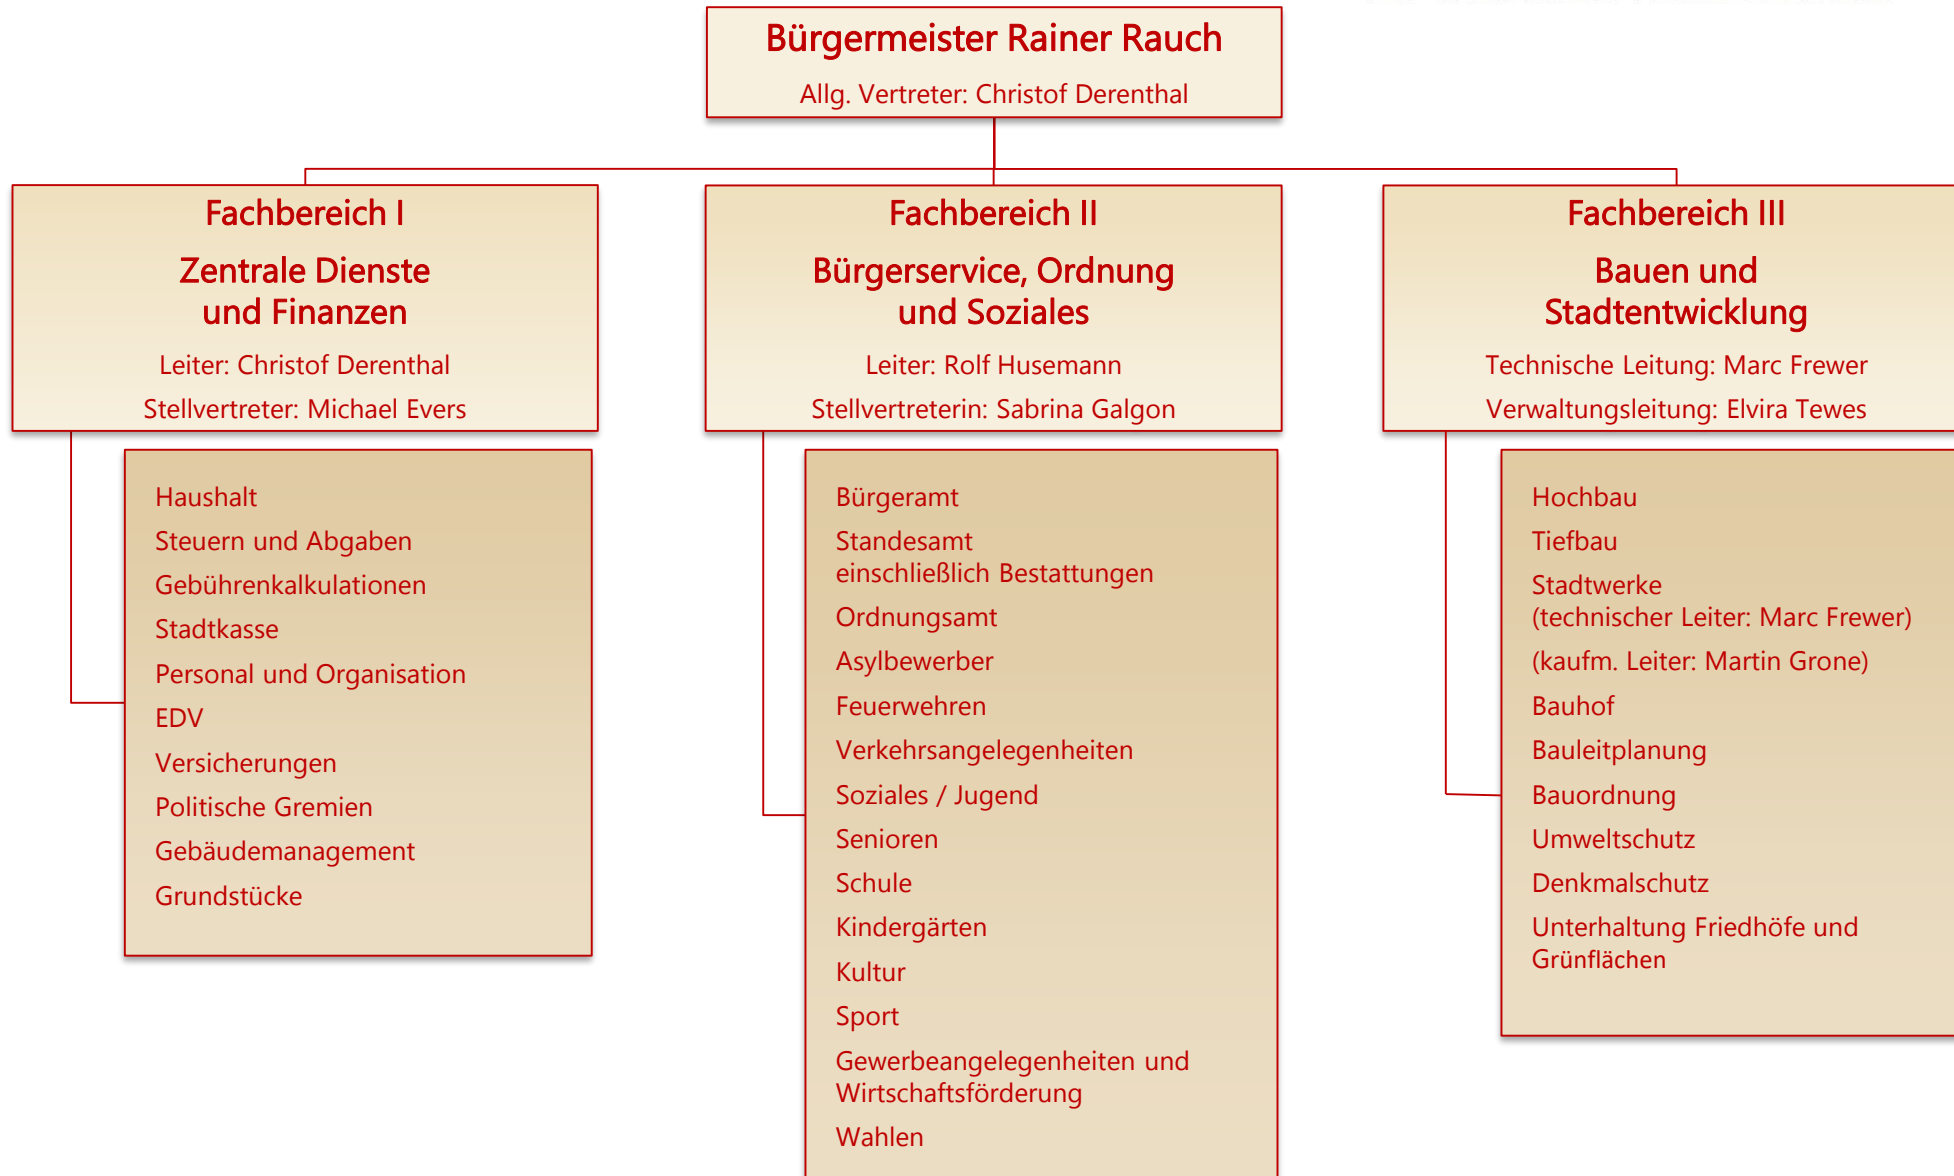 Bürgermeister Rainer Rauch
Allg. Vertreter: Christof Derenthal
Fachbereich I
Zentrale Dienste
und Finanzen
Leiter: Christof Derenthal
Stellvertreter: Michael Evers
Haushalt
Steuern und Abgaben
Gebührenkalkulationen
Stadtkasse
Personal und Organisation
EDV
Versicherungen
Politische Gremien
Gebäudemanagement
Grundstücke
Fachbereich II
Bürgerservice, Ordnung
und Soziales
Leiter: Rolf Husemann
Stellvertreterin: Sabrina Galgon
Bürgeramt
Standesamt
einschließlich Bestattungen
Ordnungsamt
Asylbewerber
Feuerwehren
Verkehrsangelegenheiten
Soziales / Jugend
Senioren
Schule
Kindergärten
Kultur
Sport
Gewerbeangelegenheiten und
Wirtschaftsförderung
Wahlen
Fachbereich III
Bauen und
Stadtentwicklung
Technische Leitung: Marc Frewer
Verwaltungsleitung: Elvira Tewes
Hochbau
Tiefbau
Stadtwerke
(technischer Leiter: Marc Frewer)
(kaufm. Leiter: Martin Grone)
Bauhof
Bauleitplanung
Bauordnung
Umweltschutz
Denkmalschutz
Unterhaltung Friedhöfe und
Grünflächen